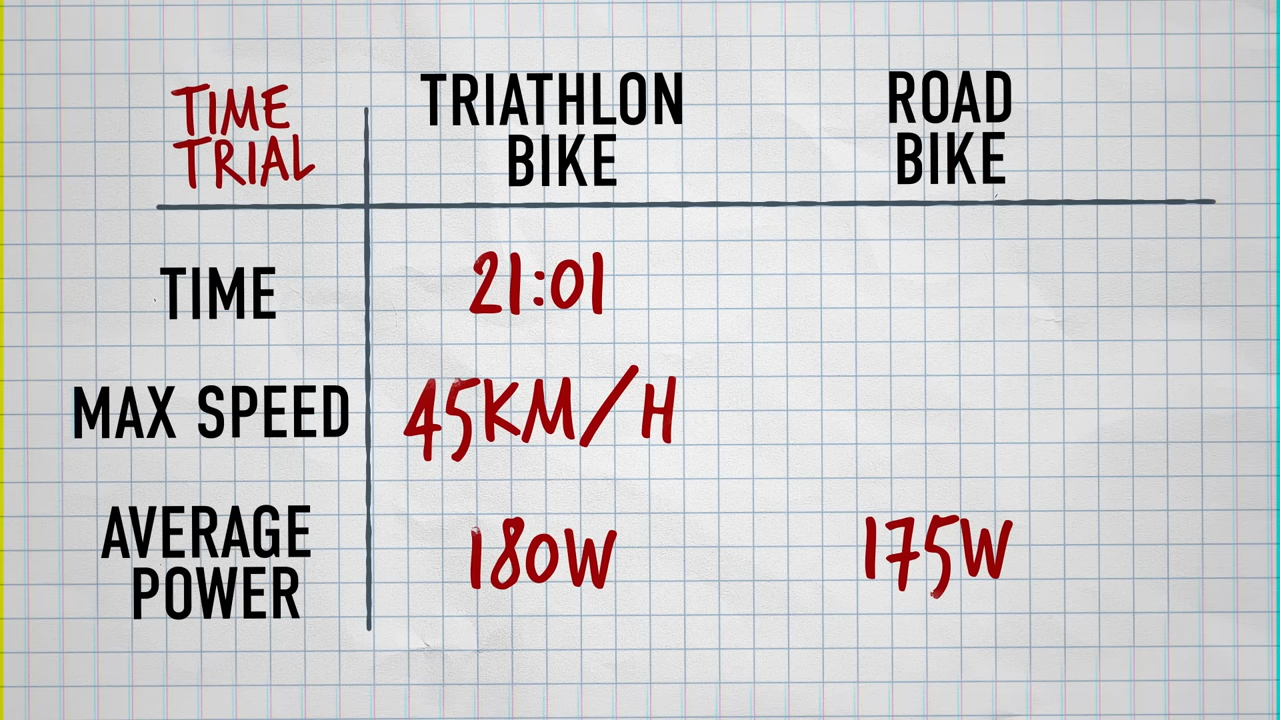 TIME
TRIAL
TRIATHLON
BIKE
ROAD
BIKE
TIME
21:01
MAX SPEED
45KM/H
AVERAGE
POWER
180W
175W